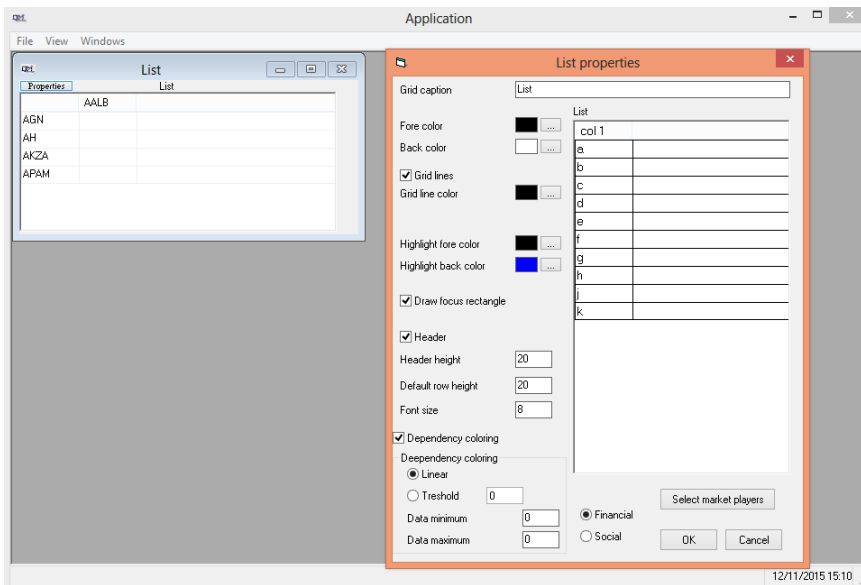 Application
File View Windows
List
Properties List
AALB
AGN
AH
AKZA
APAM
List properties
Grid caption List
Fore color ...
Back color ...
Grid lines
Grid line color ...
Highlight fore color ...
Highlight back color ...
Draw focus rectangle
Header
Header height 20
Default row height 20
Font size 8
Dependency coloring
Deependency coloring
Linear
Treshold 0
Data minimum 0
Data maximum 0
List
col 1
a
b
c
d
e
f
g
h
j
k
Select market players
Financial
Social
OK Cancel
12/11/2015 15:10